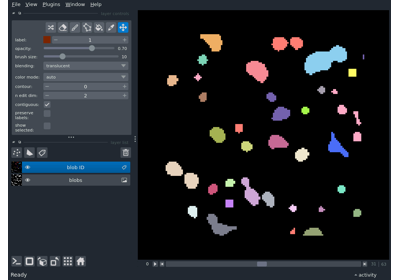 File View Plugins Window Help
label: 1
opacity: 0.70
brush size: 10
blending: translucent
color mode: auto
contour: 0
n edit dim: 2
contiguous:
preserve labels:
show selected:
blob ID
blobs
Ready
activity